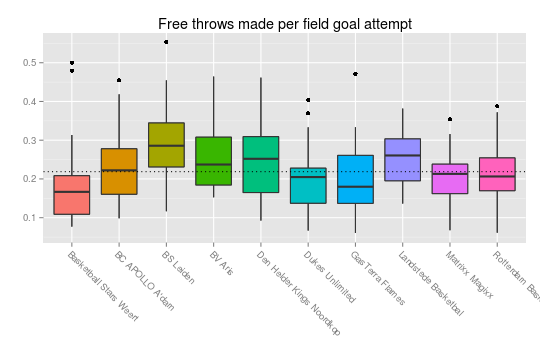 Free throws made per field goal attempt
0.5
0.4
0.3
0.2
0.1
Basketball Stars Weert
BC APOLLO A'dam
BS Leiden
BV Aris
Den Helder Kings Noordkop
Dukes Unlimited
GasTerra Flames
Landstede Basketbal
Matrixx Magixx
Rotterdam Bas